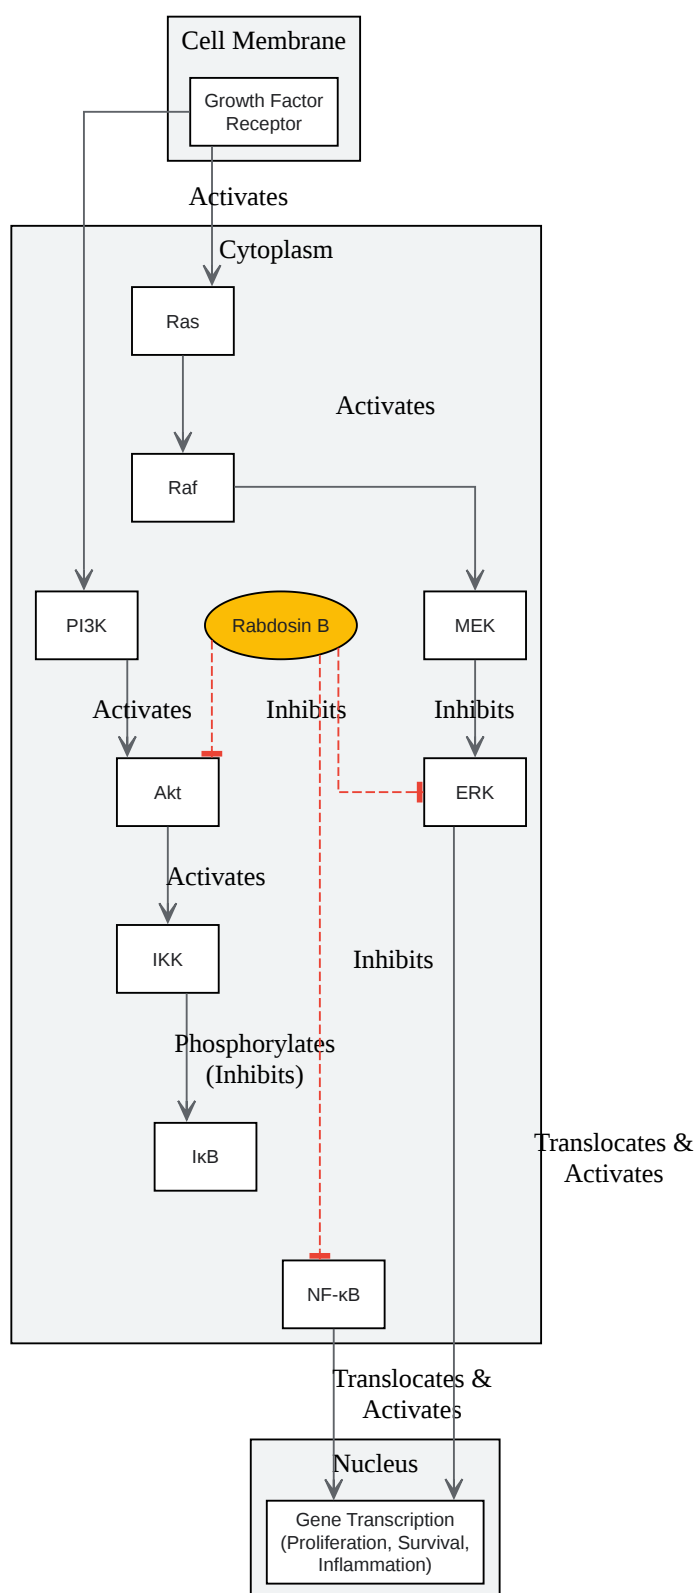 Cell Membrane
Growth Factor
Receptor
Activates
Cytoplasm
Ras
Activates
Raf
PI3K
Rabdosin B
MEK
Activates
Inhibits
Inhibits
Akt
ERK
Activates
IKK
Inhibits
Phosphorylates
(Inhibits)
IκB
Translocates &
Activates
NF-κB
Translocates &
Activates
Nucleus
Gene Transcription
(Proliferation, Survival,
Inflammation)